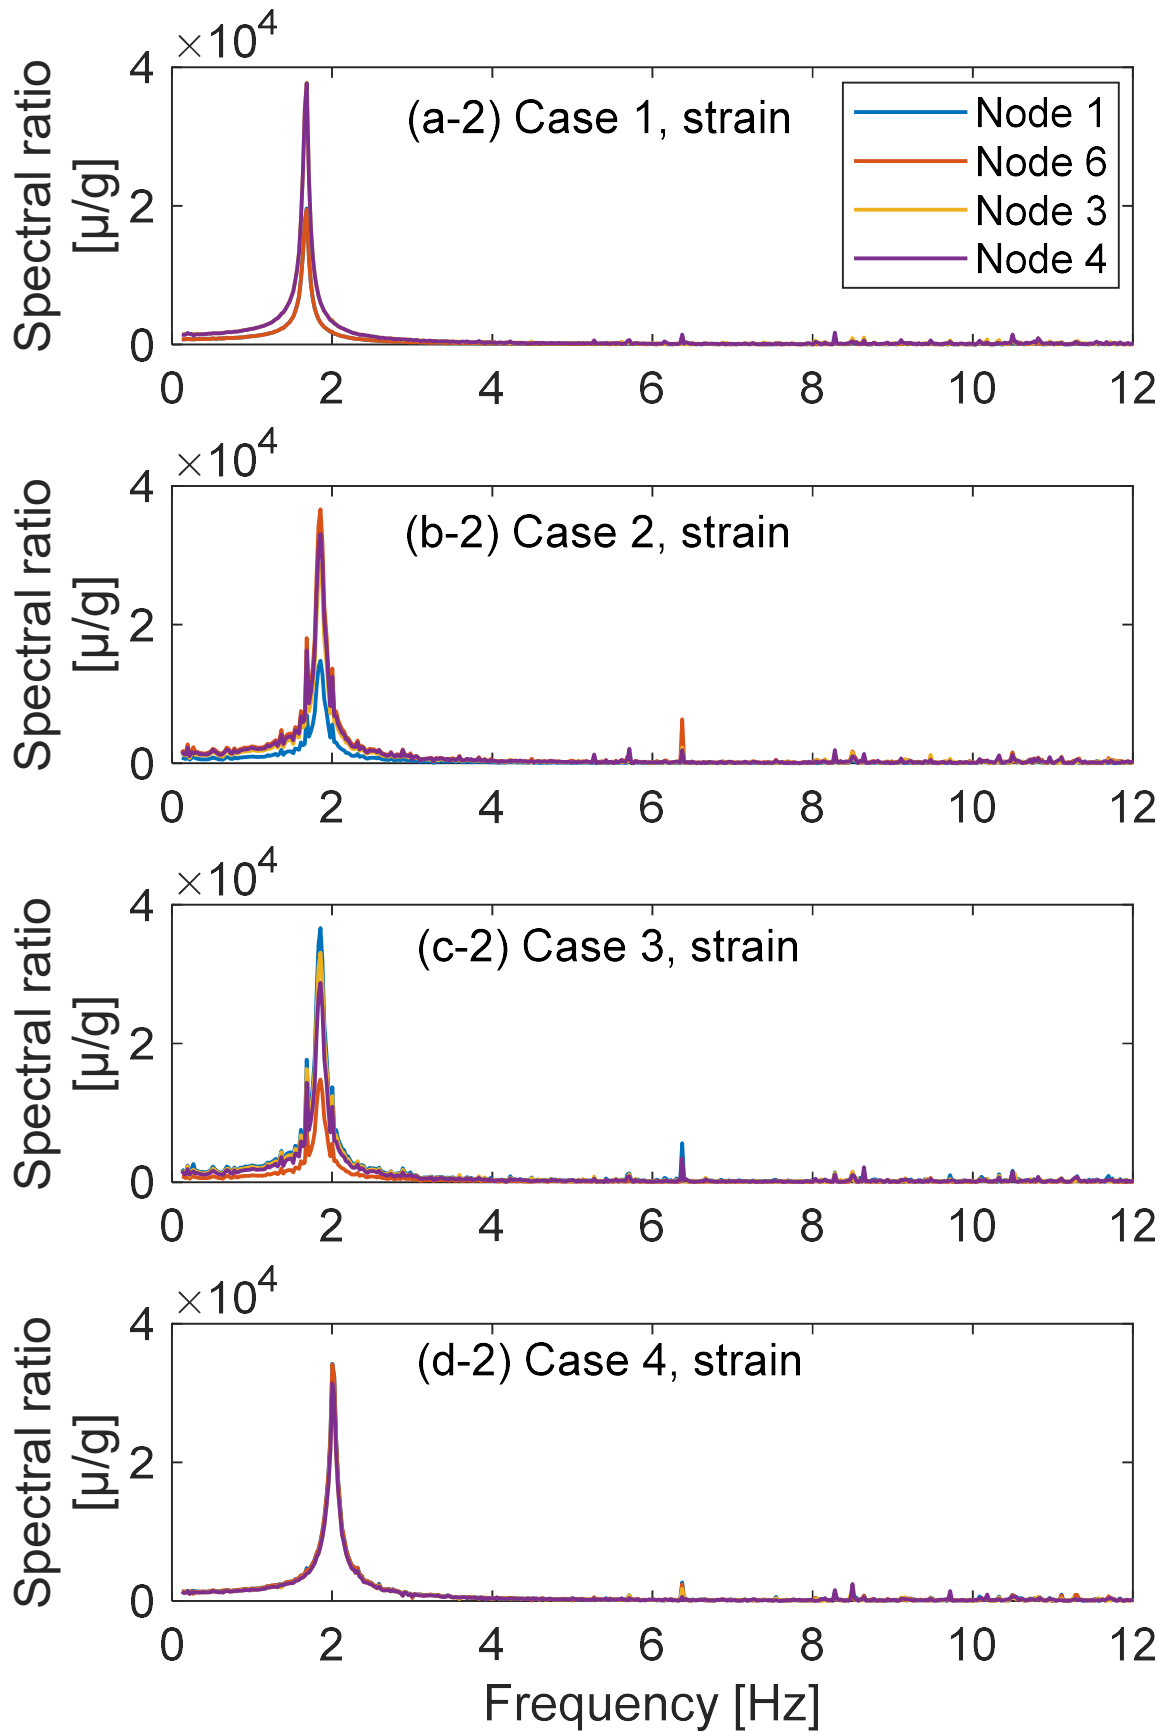 ×10⁴
4
2
0
Spectral ratio
[µ/g]
(a-2) Case 1, strain
Node 1
Node 6
Node 3
Node 4
0 2 4 6 8 10 12
×10⁴
4
2
0
Spectral ratio
[µ/g]
(b-2) Case 2, strain
0 2 4 6 8 10 12
×10⁴
4
2
0
Spectral ratio
[µ/g]
(c-2) Case 3, strain
0 2 4 6 8 10 12
×10⁴
4
2
0
Spectral ratio
[µ/g]
(d-2) Case 4, strain
0 2 4 6 8 10 12
Frequency [Hz]